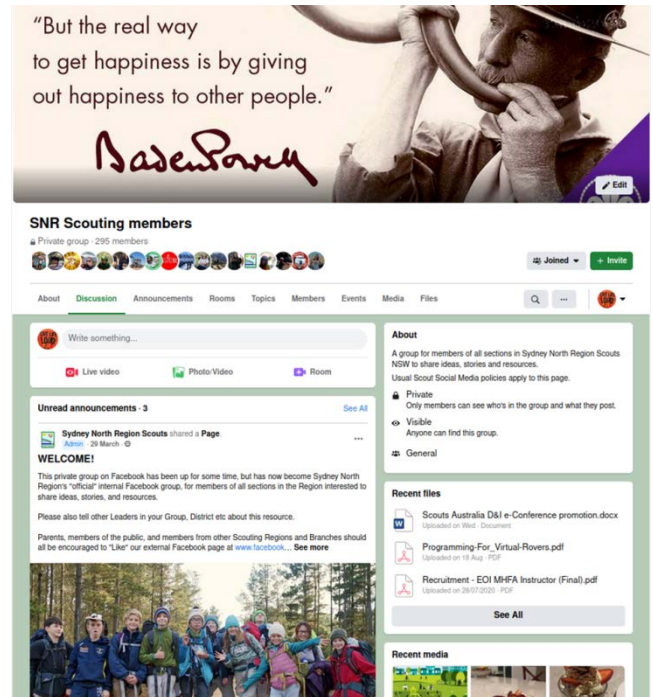 “But the real way
to get happiness is by giving
out happiness to other people.”
Baden Powell
Edit
SNR Scouting members
Private group · 295 members
Joined
+ Invite
About Discussion Announcements Rooms Topics Members Events Media Files
Write something...
Live video Photo/Video Room
Unread announcements · 3 See All
Sydney North Region Scouts shared a Page.
Admin · 29 March ·
WELCOME!
This private group on Facebook has been up for some time, but has now become Sydney North
Region's "official" internal Facebook group, for members of all sections in the Region interested to
share ideas, stories, and resources.
Please also tell other Leaders in your Group, District etc about this resource.
Parents, members of the public, and members from other Scouting Regions and Branches should
all be encouraged to "Like" our external Facebook page at www.facebook.... See more
About
A group for members of all sections in Sydney North Region Scouts
NSW to share ideas, stories and resources.
Usual Scout Social Media policies apply to this page.
Private
Only members can see who's in the group and what they post.
Visible
Anyone can find this group.
General
Recent files
Scouts Australia D&I e-Conference promotion.docx
Uploaded on Wed · Document
Programming-For_Virtual-Rovers.pdf
Uploaded on 18 Aug · PDF
Recruitment - EOI MHFA Instructor (Final).pdf
Uploaded on 28/07/2020 · PDF
See All
Recent media